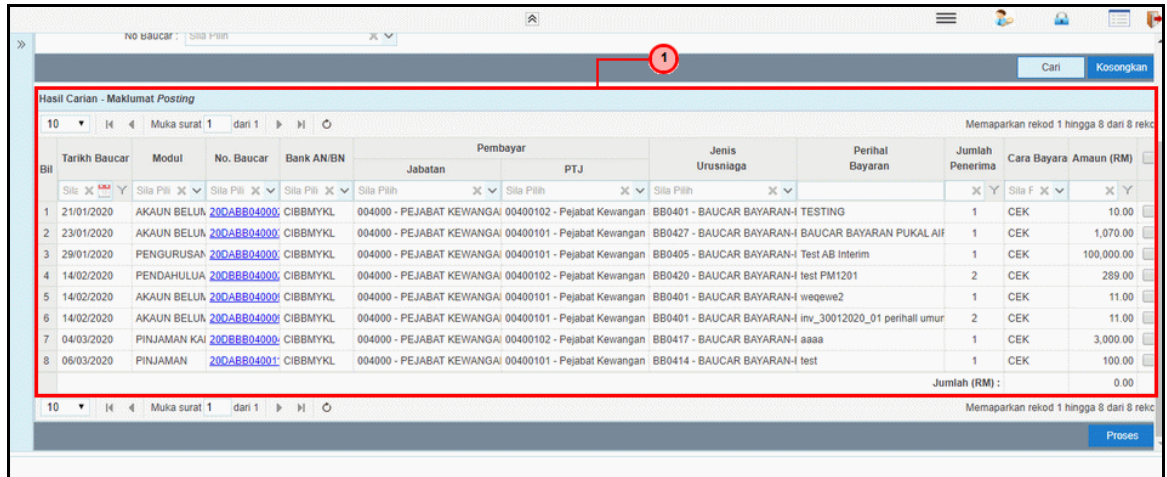 No Baucar : Sila Pilih
1
Cari Kosongkan
Hasil Carian - Maklumat Posting
10 Muka surat 1 dari 1 Memaparkan rekod 1 hingga 8 dari 8 reko
Bil Tarikh Baucar Modul No. Baucar Bank AN/BN Pembayar Jenis Urusniaga Perihal Bayaran Jumlah Penerima Cara Bayara Amaun (RM)
Jabatan PTJ
Sila Sila Pili Sila Pili Sila Pili Sila Pilih Sila Pilih Sila Pilih Sila F
1 21/01/2020 AKAUN BELUM 20DABB04000 CIBBMYKL 004000 - PEJABAT KEWANGA 00400102 - Pejabat Kewangan BB0401 - BAUCAR BAYARAN- TESTING 1 CEK 10.00
2 23/01/2020 AKAUN BELUM 20DABB04000 CIBBMYKL 004000 - PEJABAT KEWANGA 00400101 - Pejabat Kewangan BB0427 - BAUCAR BAYARAN- BAUCAR BAYARAN PUKAL AIR 1 CEK 1,070.00
3 29/01/2020 PENGURUSAN 20DABB04000 CIBBMYKL 004000 - PEJABAT KEWANGA 00400101 - Pejabat Kewangan BB0405 - BAUCAR BAYARAN- Test AB Interim 1 CEK 100,000.00
4 14/02/2020 PENDAHULUA 20DBBB04000 CIBBMYKL 004000 - PEJABAT KEWANGA 00400102 - Pejabat Kewangan BB0420 - BAUCAR BAYARAN- test PM1201 2 CEK 289.00
5 14/02/2020 AKAUN BELUM 20DABB04000 CIBBMYKL 004000 - PEJABAT KEWANGA 00400101 - Pejabat Kewangan BB0401 - BAUCAR BAYARAN- weqewe2 1 CEK 11.00
6 14/02/2020 AKAUN BELUM 20DABB04000 CIBBMYKL 004000 - PEJABAT KEWANGA 00400101 - Pejabat Kewangan BB0401 - BAUCAR BAYARAN- inv_30012020_01 perihall umur 2 CEK 11.00
7 04/03/2020 PINJAMAN KAI 20DBBB04000 CIBBMYKL 004000 - PEJABAT KEWANGA 00400102 - Pejabat Kewangan BB0417 - BAUCAR BAYARAN- aaaa 1 CEK 3,000.00
8 06/03/2020 PINJAMAN 20DABB04001 CIBBMYKL 004000 - PEJABAT KEWANGA 00400101 - Pejabat Kewangan BB0414 - BAUCAR BAYARAN- test 1 CEK 100.00
Jumlah (RM) : 0.00
10 Muka surat 1 dari 1 Memaparkan rekod 1 hingga 8 dari 8 reko
Proses